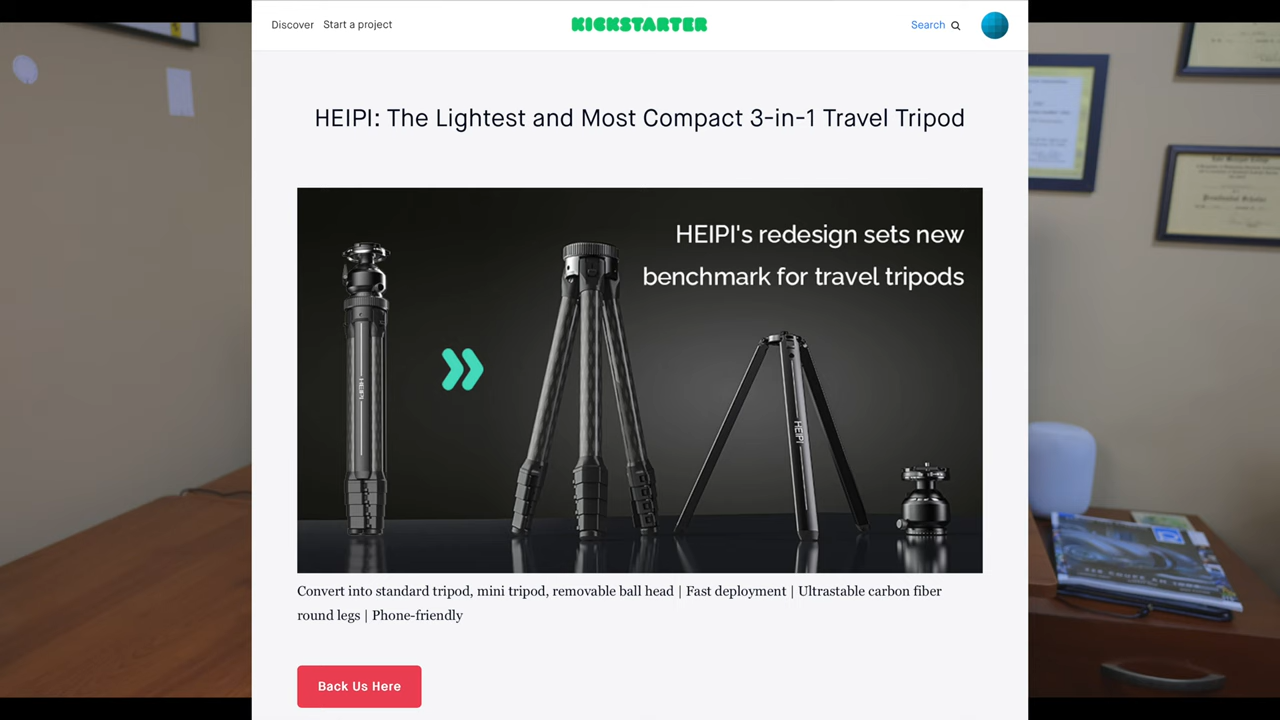 Discover Start a project
KICKSTARTER
Search
HEIPI: The Lightest and Most Compact 3-in-1 Travel Tripod
HEIPI's redesign sets new
benchmark for travel tripods
HEIPI
HEIPI
Convert into standard tripod, mini tripod, removable ball head | Fast deployment | Ultrastable carbon fiber
round legs | Phone-friendly
Back Us Here